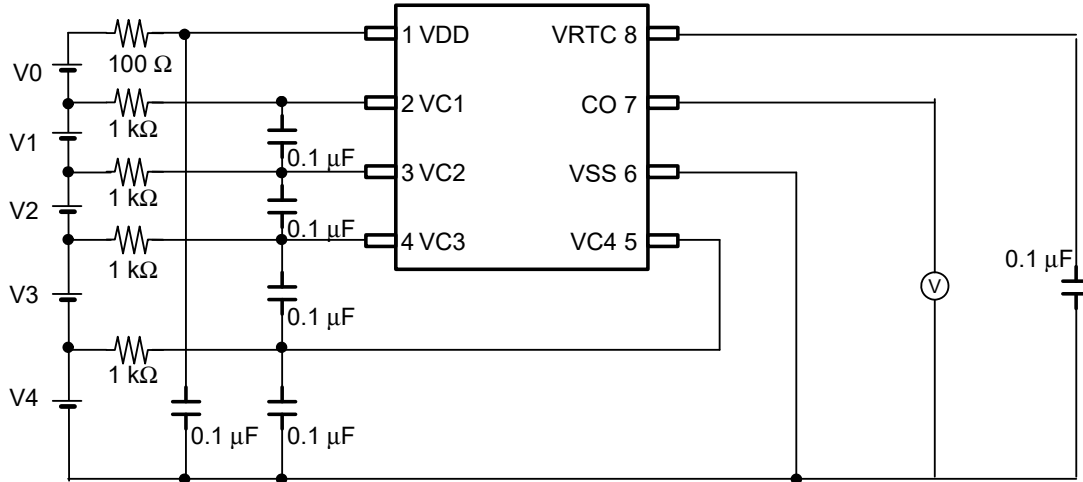 1 VDD
VRTC 8
V0
100 Ω
2 VC1
CO 7
V1
1 kΩ
0.1 μF
3 VC2
VSS 6
V2
1 kΩ
0.1 μF
4 VC3
VC4 5
1 kΩ
0.1 μF
V
V3
0.1 μF
1 kΩ
V4
0.1 μF
0.1 μF